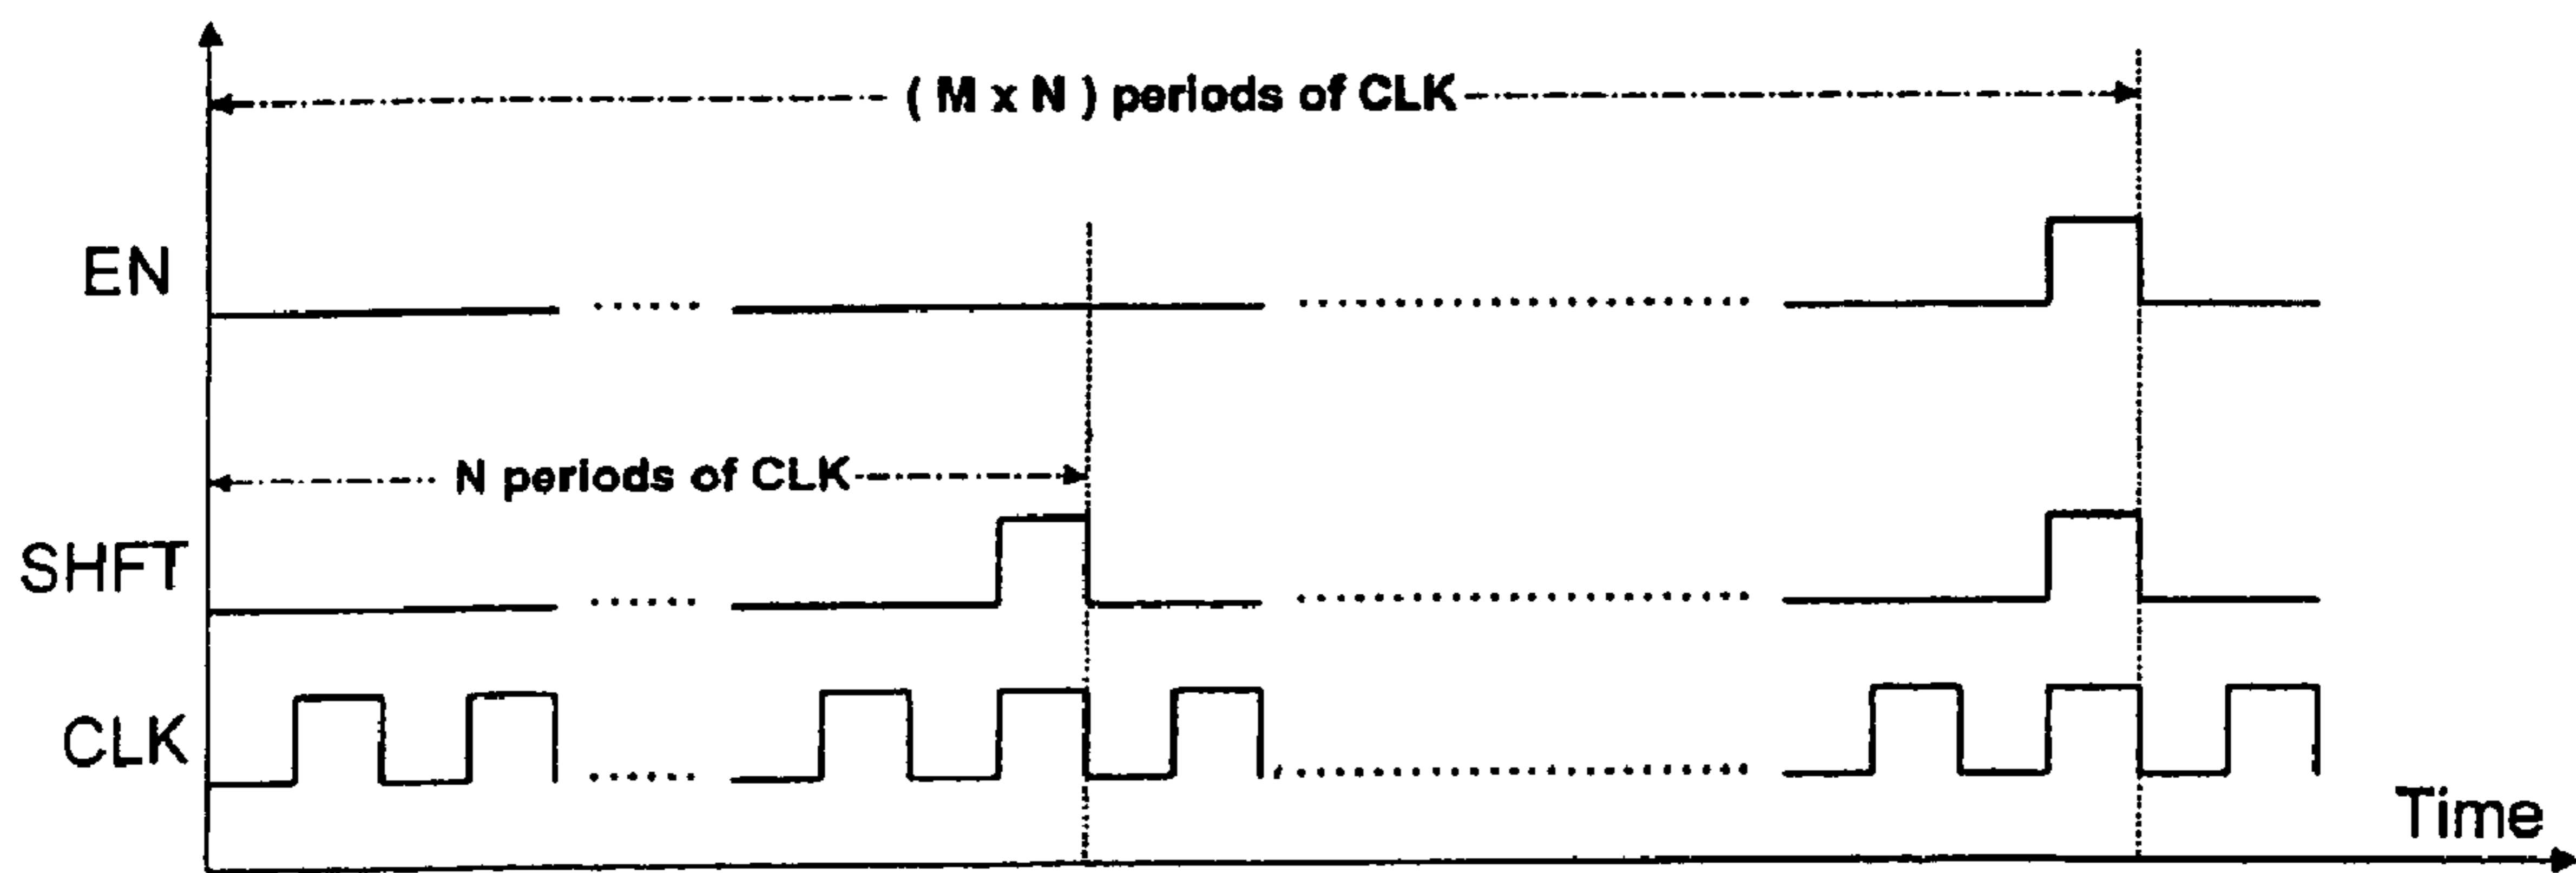 ( M x N ) periods of CLK
EN
N periods of CLK
SHFT
CLK
Time